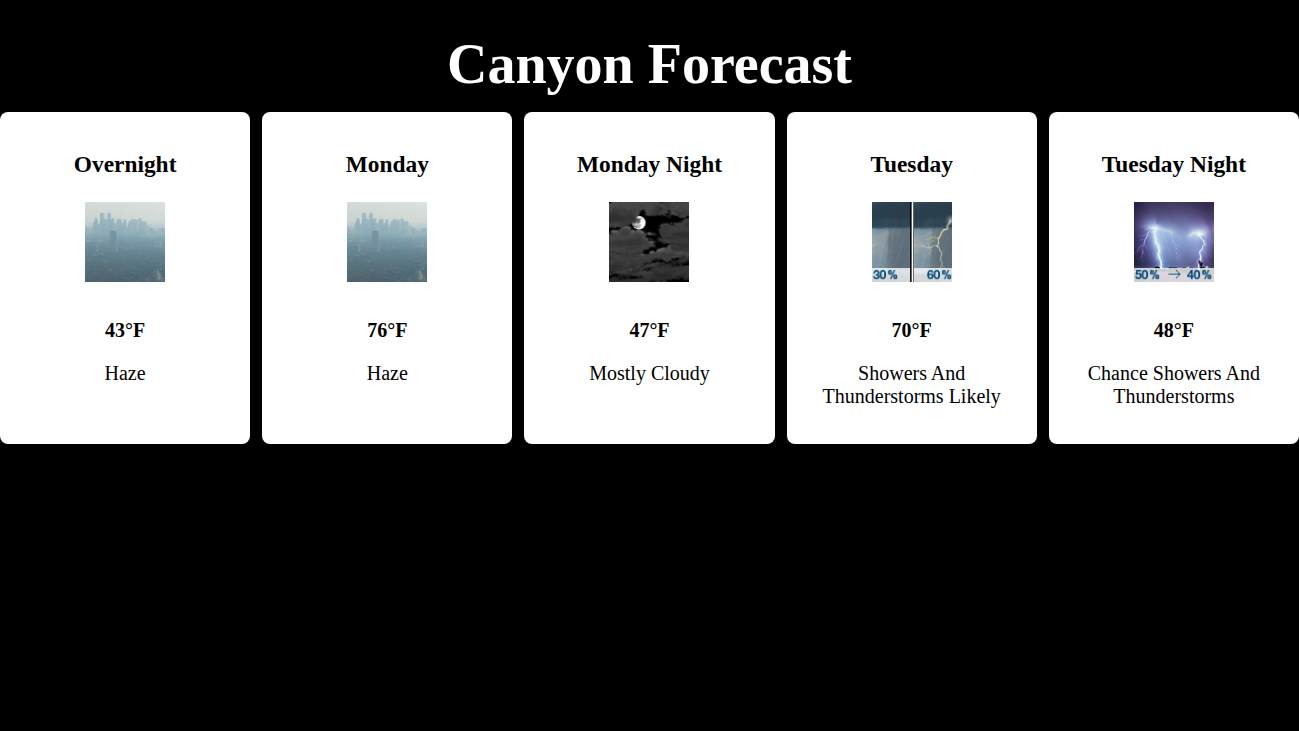 Canyon Forecast
Overnight
43°F
Haze
Monday
76°F
Haze
Monday Night
47°F
Mostly Cloudy
Tuesday
30% 60%
70°F
Showers And
Thunderstorms Likely
Tuesday Night
50% → 40%
48°F
Chance Showers And
Thunderstorms